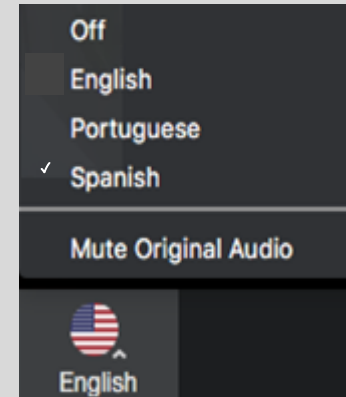 Off
English
Portuguese
✓ Spanish
Mute Original Audio
English